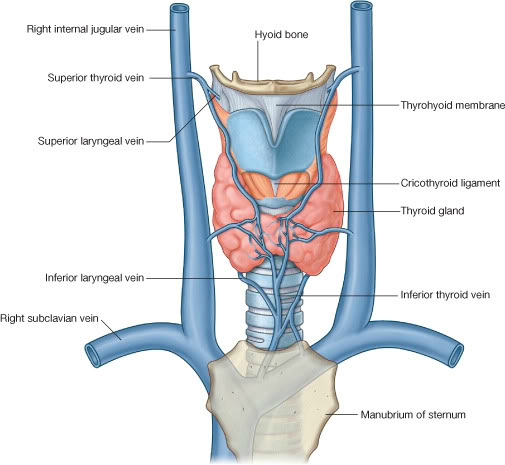 Right internal jugular vein
Hyoid bone
Superior thyroid vein
Thyrohyoid membrane
Superior laryngeal vein
Cricothyroid ligament
Thyroid gland
Inferior laryngeal vein
Inferior thyroid vein
Right subclavian vein
Manubrium of sternum